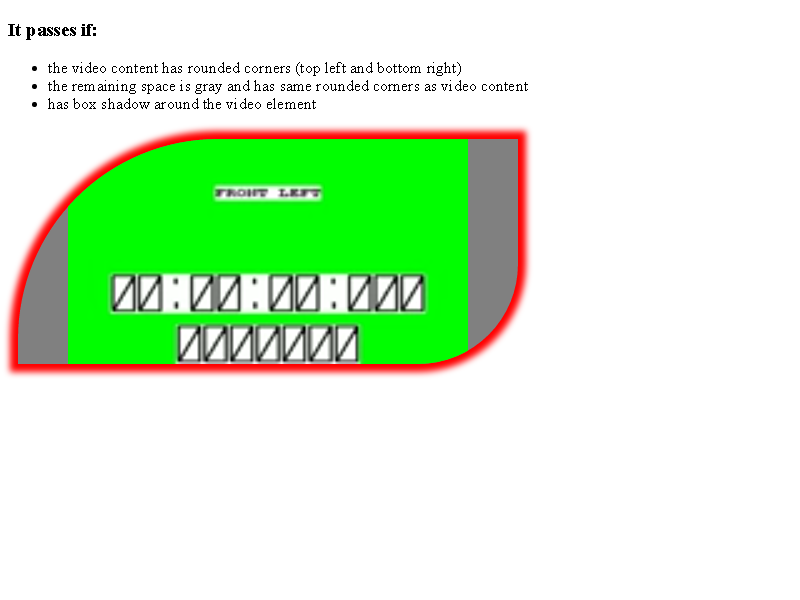 It passes if:
the video content has rounded corners (top left and bottom right)
the remaining space is gray and has same rounded corners as video content
has box shadow around the video element
FRONT LEFT
00:00:00:000
0000000